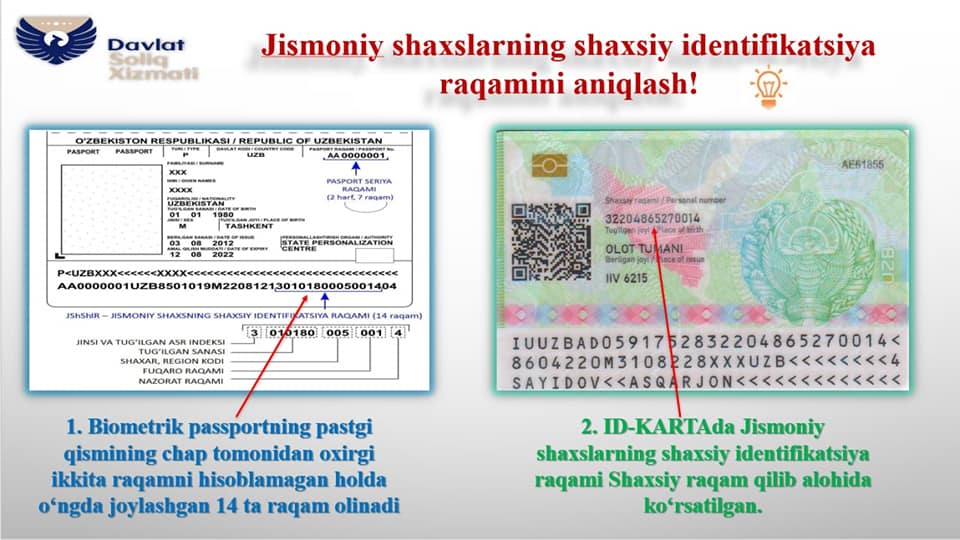 Davlat
Soliq
Xizmati
Jismoniy shaxslarning shaxsiy identifikatsiya
raqamini aniqlash!
O'ZBEKISTON RESPUBLIKASI / REPUBLIC OF UZBEKISTAN
PASPORT PASSPORT
TURI / TYPE
P
DAVLAT KODI / COUNTRY CODE
UZB
PASPORT RAQAMI / PASSPORT No.
AA 0000001
FAMILIYASI / SURNAME
XXX
ISMI / GIVEN NAMES
XXXX
FUQAROLIGI / NATIONALITY
UZBEKISTAN
TUG'ILGAN SANASI / DATE OF BIRTH
01 01 1980
JINSI / SEX
M
TUG'ILGAN JOYI / PLACE OF BIRTH
TASHKENT
BERILGAN SANASI / DATE OF ISSUE
03 08 2012
AMAL QILISH MUDDATI / DATE OF EXPIRY
12 08 2022
PERSONALLASHTIRISH ORGANI / AUTHORITY
STATE PERSONALIZATION
CENTRE
PASPORT SERIYA
RAQAMI
(2 harf, 7 raqam)
P<UZBXXX<<<<<<XXXX<<<<<<<<<<<<<<<<<<<<<<<<<<<<
AA0000001UZB8501019M22081213010180005001404
JShShIR – JISMONIY SHAXSNING SHAXSIY IDENTIFIKATSIYA RAQAMI (14 raqam)
3 010180 005 001 4
JINSI VA TUG'ILGAN ASR INDEKSI
TUG'ILGAN SANASI
SHAXAR, REGION KODI
FUQARO RAQAMI
NAZORAT RAQAMI
AE61855
Shaxsiy raqami / Personal number
32204865270014
Tug'ilgan joyi / Place of birth
OLOT TUMANI
Berilgan joyi / Place of issue
IIV 6215
UZB
IUUZBAD0591752832204865270014<
8604220M3108228XXXUZB<<<<<<<<4
SAYIDOV<<ASQARJON<<<<<<<<<<<<<
1. Biometrik passportning pastgi
qismining chap tomonidan oxirgi
ikkita raqamni hisoblamagan holda
o‘ngda joylashgan 14 ta raqam olinadi
2. ID-KARTAda Jismoniy
shaxslarning shaxsiy identifikatsiya
raqami Shaxsiy raqam qilib alohida
ko‘rsatilgan.